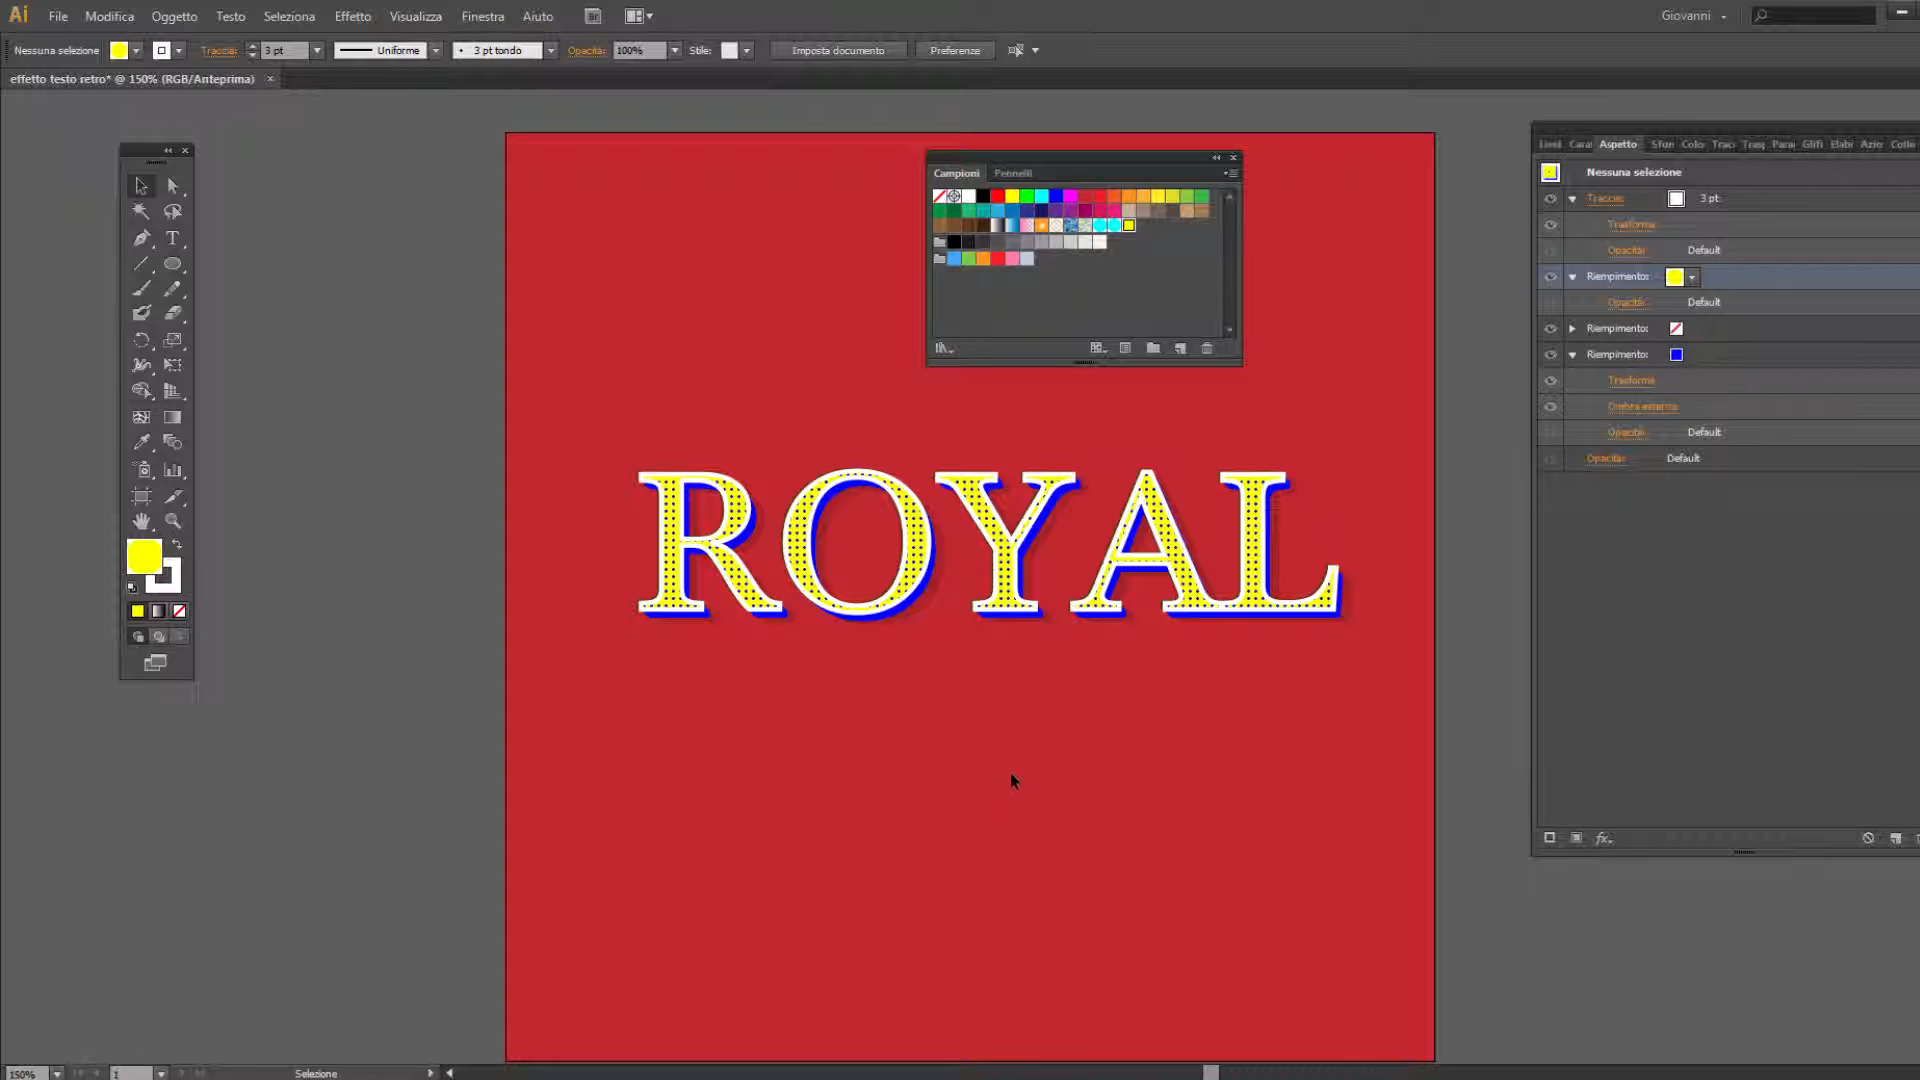 Ai File Modifica Oggetto Testo Seleziona Effetto Visualizza Finestra Aiuto Br Giovanni
Nessuna selezione Traccia: 3 pt Uniforme 3 pt tondo Opacità: 100% Stile: Imposta documento Preferenze
effetto testo retro* @ 150% (RGB/Anteprima)
Aspetto
Campioni Pennelli
Nessuna selezione
Traccia: 3 pt
Trasforma
Opacità: Default
Riempimento:
Opacità: Default
Riempimento:
Riempimento:
Trasforma
Ombra esterna
Opacità: Default
Opacità: Default
ROYAL
fx
150% 1 Selezione